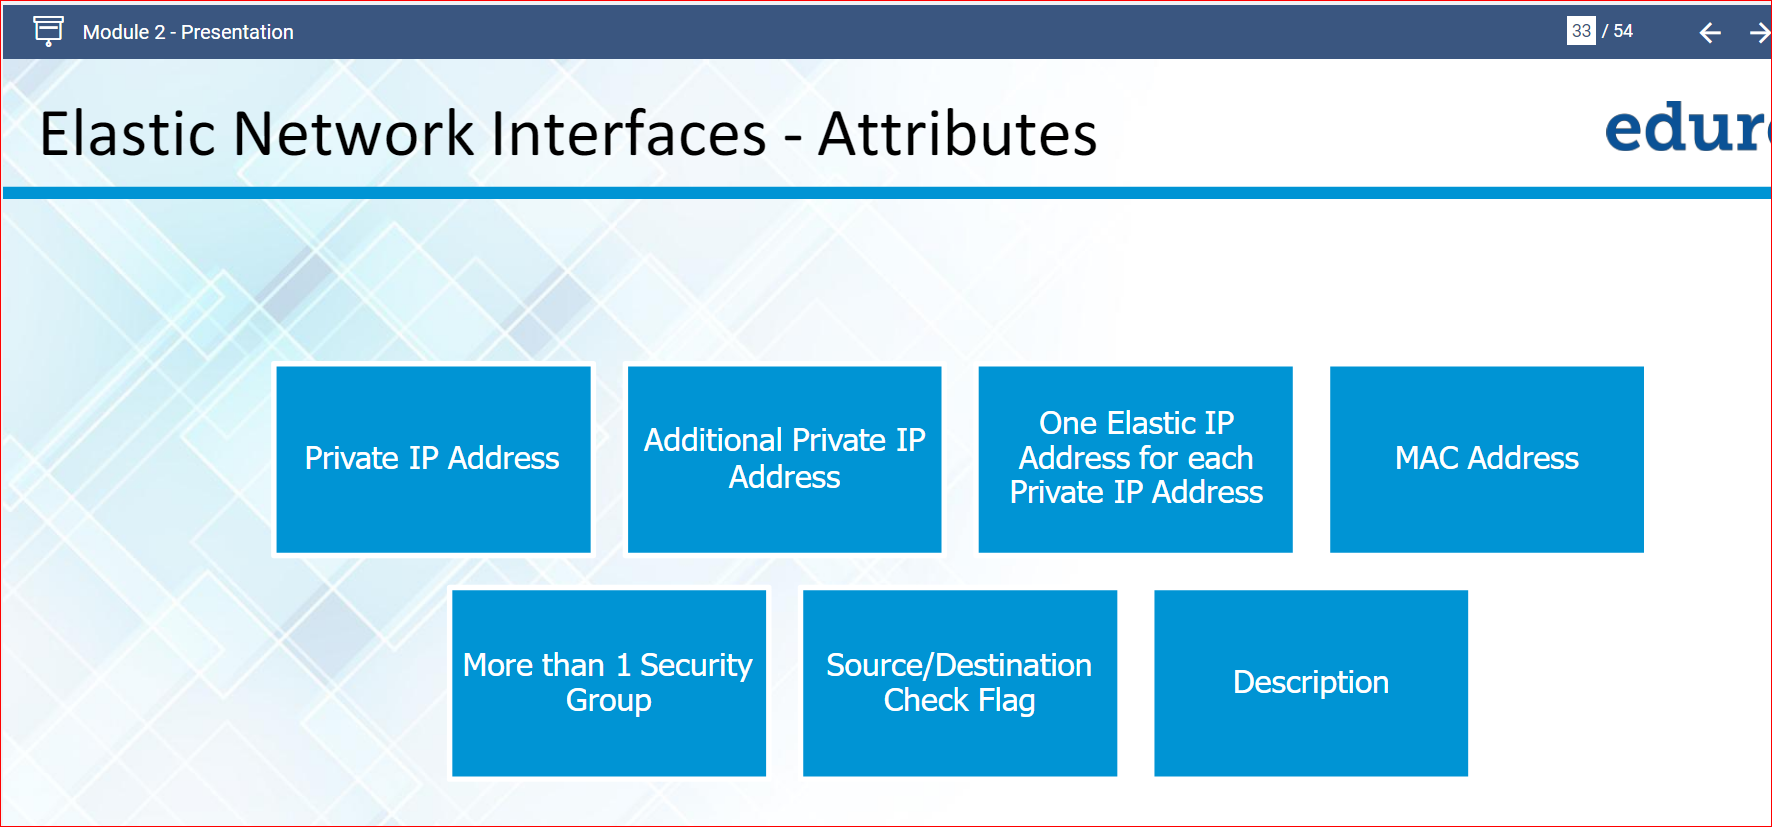 Module 2 - Presentation
33 / 54
Elastic Network Interfaces - Attributes
Private IP Address
Additional Private IP
Address
One Elastic IP
Address for each
Private IP Address
MAC Address
More than 1 Security
Group
Source/Destination
Check Flag
Description